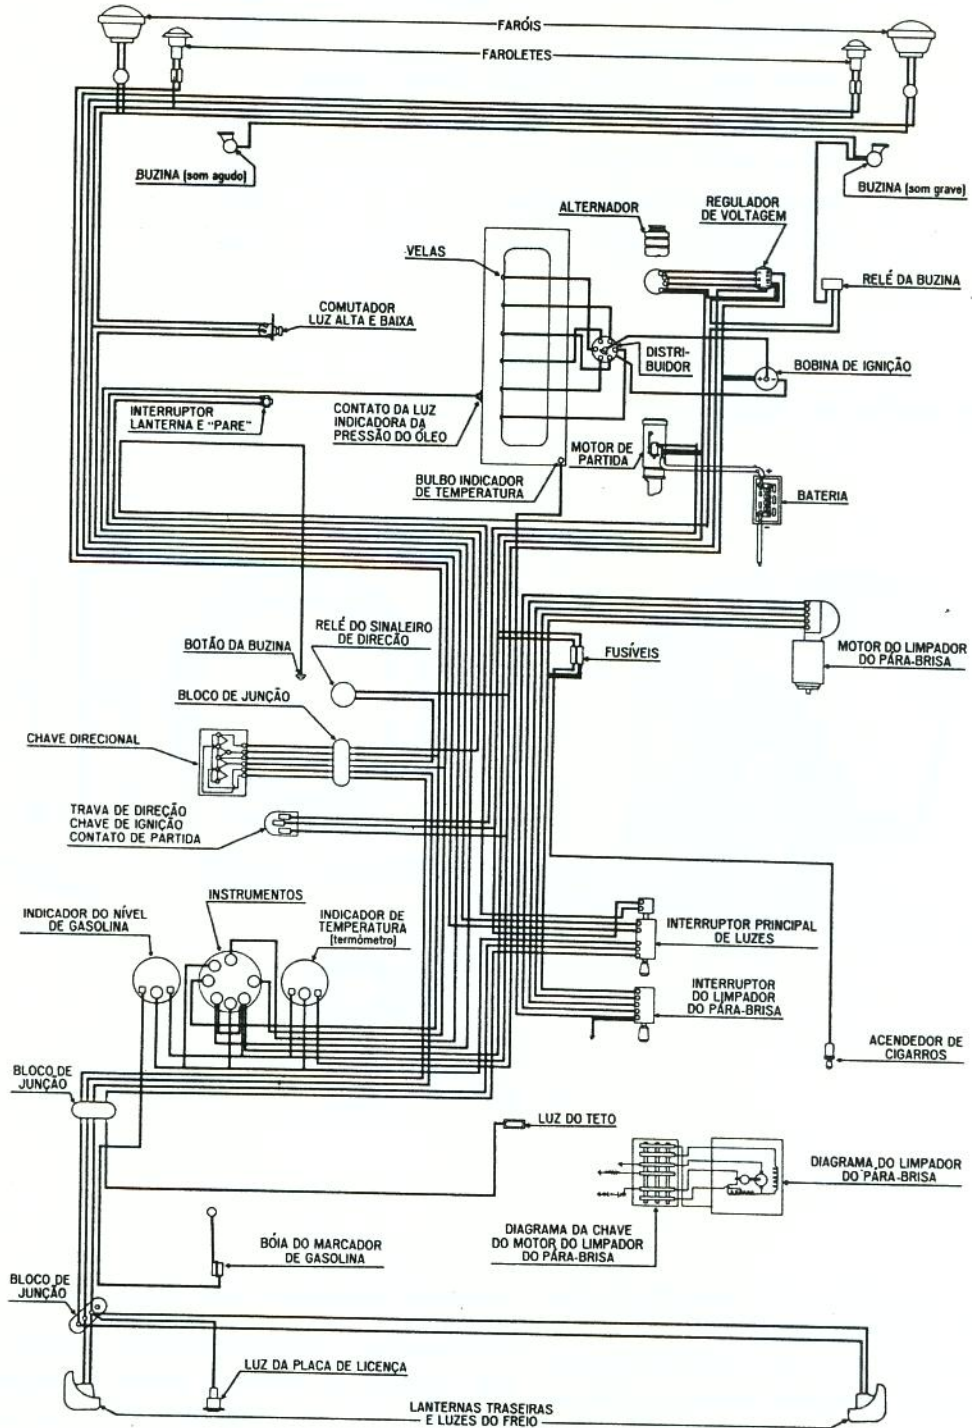 FARÓIS
FAROLETES
BUZINA (som agudo)
BUZINA (som grave)
ALTERNADOR
REGULADOR
DE VOLTAGEM
VELAS
RELÉ DA BUZINA
COMUTADOR
LUZ ALTA E BAIXA
DISTRI-
BUIDOR
BOBINA DE IGNIÇÃO
INTERRUPTOR
LANTERNA E "PARE"
CONTATO DA LUZ
INDICADORA DA
PRESSÃO DO ÓLEO
MOTOR DE
PARTIDA
BULBO INDICADOR
DE TEMPERATURA
+
BATERIA
-
RELÉ DO SINALEIRO
DE DIREÇÃO
BOTÃO DA BUZINA
FUSÍVEIS
MOTOR DO LIMPADOR
DO PÁRA-BRISA
BLOCO DE JUNÇÃO
CHAVE DIRECIONAL
TRAVA DE DIREÇÃO
CHAVE DE IGNIÇÃO
CONTATO DE PARTIDA
INSTRUMENTOS
INDICADOR DO NÍVEL
DE GASOLINA
INDICADOR DE
TEMPERATURA
(termômetro)
INTERRUPTOR PRINCIPAL
DE LUZES
INTERRUPTOR
DO LIMPADOR
DO PÁRA-BRISA
ACENDEDOR DE
CIGARROS
BLOCO DE
JUNÇÃO
LUZ DO TETO
DIAGRAMA DO LIMPADOR
DO PÁRA-BRISA
DIAGRAMA DA CHAVE
DO MOTOR DO LIMPADOR
DO PÁRA-BRISA
BÓIA DO MARCADOR
DE GASOLINA
BLOCO DE
JUNÇÃO
LUZ DA PLACA DE LICENÇA
LANTERNAS TRASEIRAS
E LUZES DO FREIO